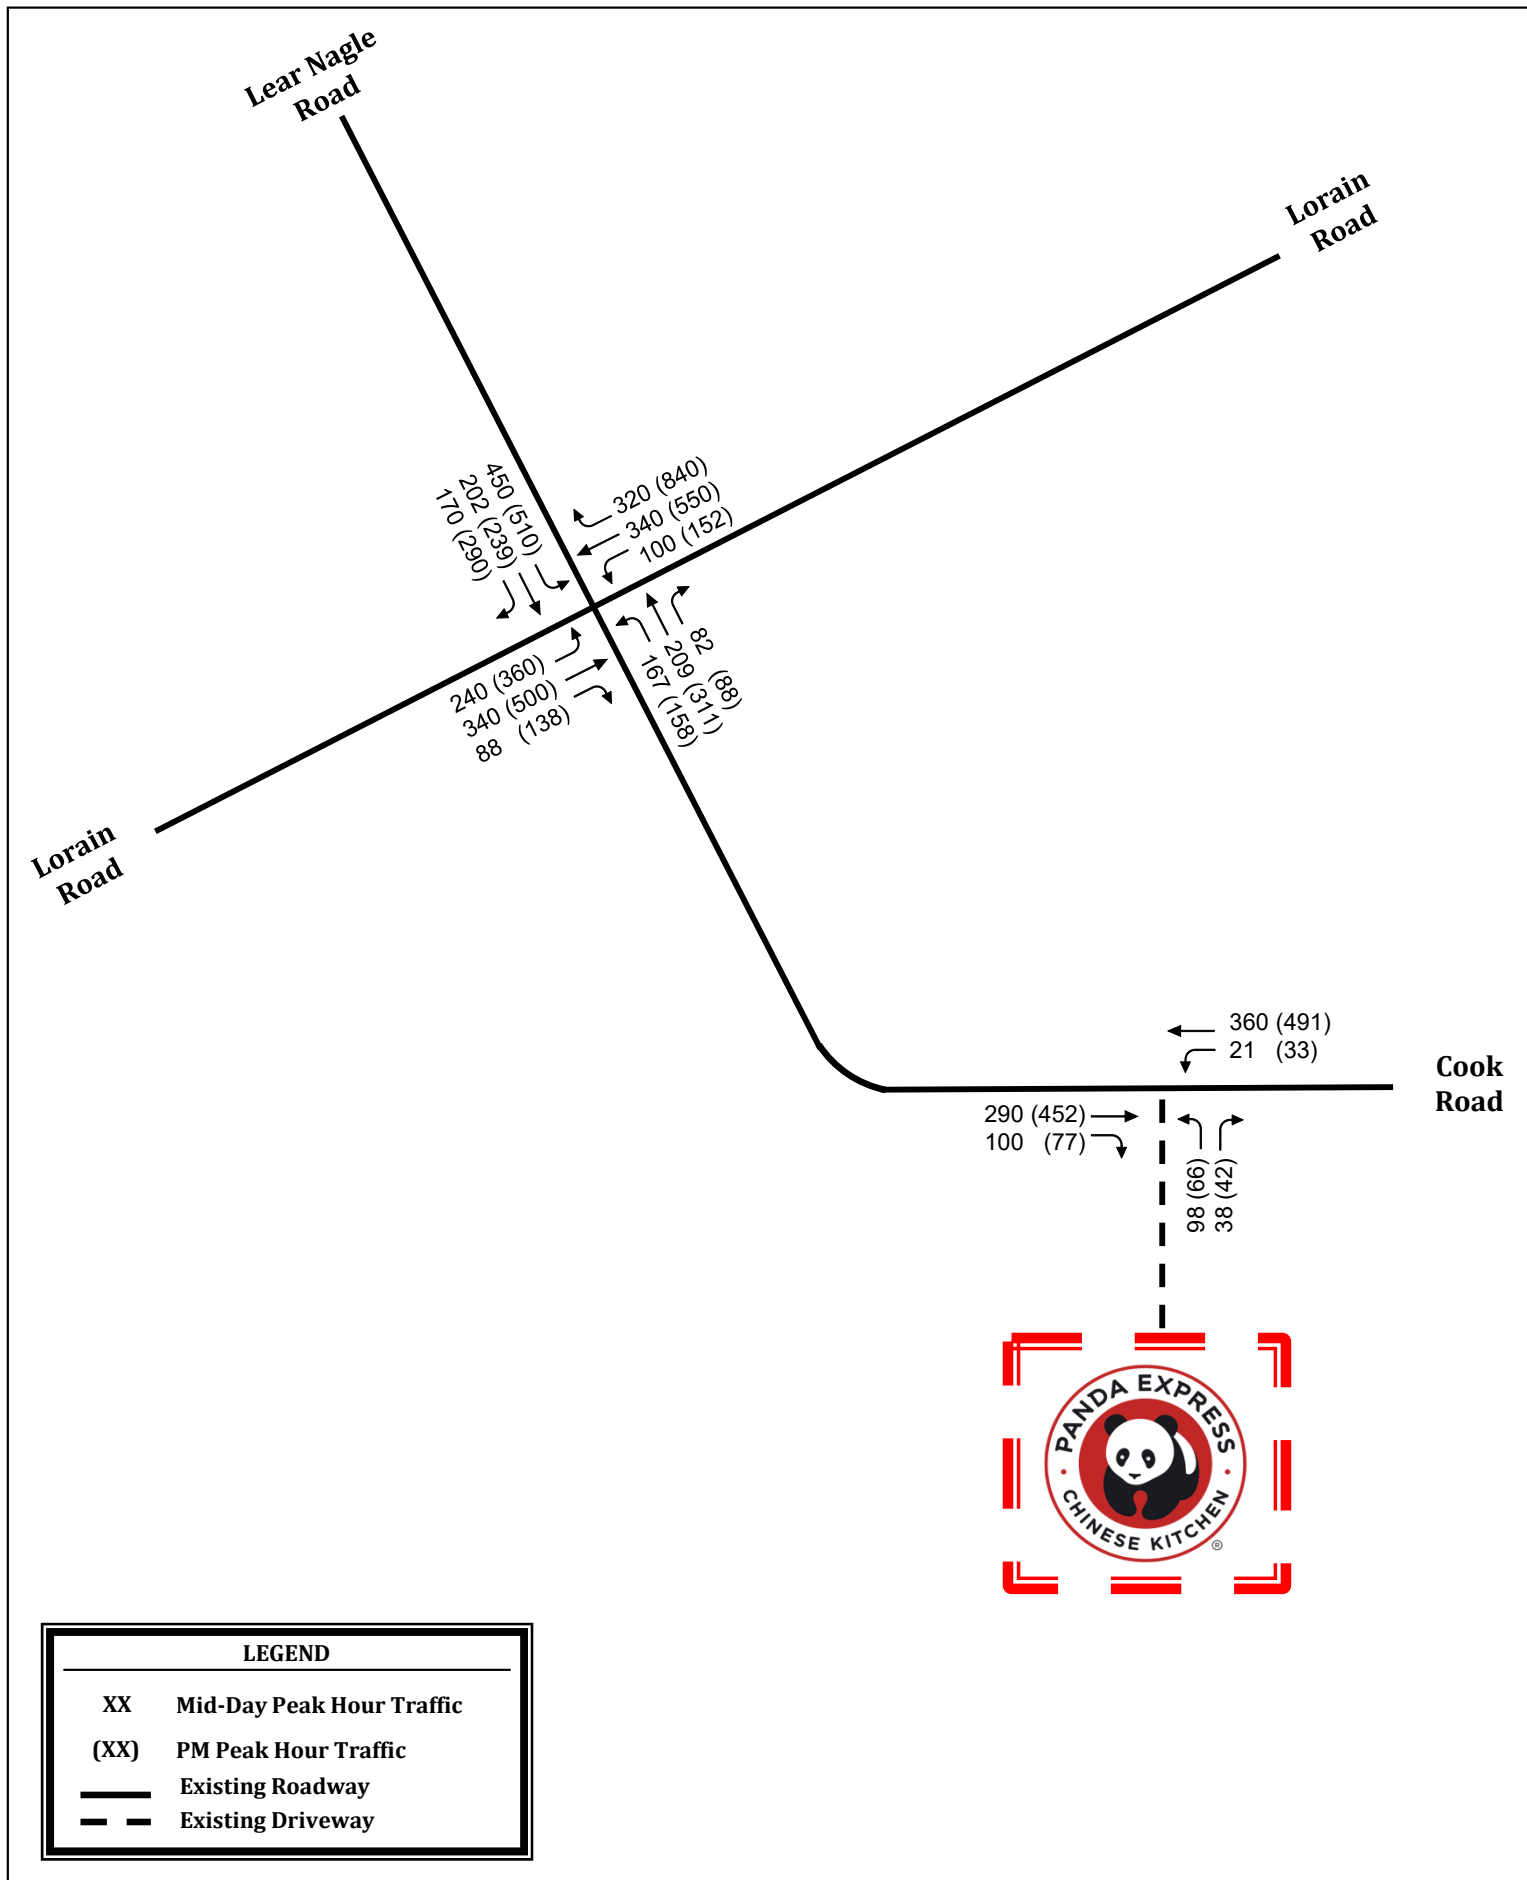 Lear Nagle
Road
Lorain
Road
450 (510)
202 (239)
170 (290)
320 (840)
340 (550)
100 (152)
240 (360)
340 (500)
88 (138)
82 (88)
209 (311)
167 (158)
Lorain
Road
360 (491)
21 (33)
Cook
Road
290 (452)
100 (77)
98 (66)
38 (42)
PANDA EXPRESS
CHINESE KITCHEN
®
LEGEND
XX Mid-Day Peak Hour Traffic
(XX) PM Peak Hour Traffic
Existing Roadway
Existing Driveway